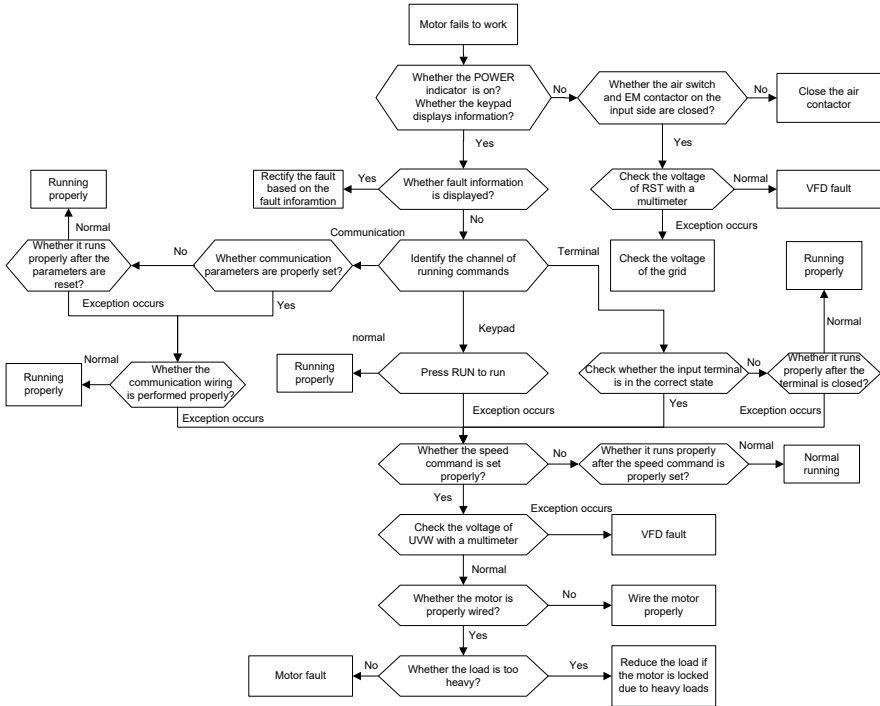 Motor fails to work
Whether the POWER
indicator is on?
Whether the keypad
displays information?
No
Whether the air switch
and EM contactor on the
input side are closed?
No
Close the air
contactor
Yes
Yes
Rectify the fault
based on the
fault inforamtion
Yes
Whether fault information
is displayed?
Check the voltage
of RST with a
multimeter
Normal
VFD fault
Running
properly
Normal
No
Exception occurs
Communication
Whether it runs
properly after the
parameters are
reset?
No
Whether communication
parameters are properly set?
Identify the channel of
running commands
Terminal
Check the voltage
of the grid
Running
properly
Exception occurs
Yes
Keypad
normal
Normal
Running
properly
Normal
Whether the
communication wiring
is performed properly?
Running
properly
Press RUN to run
Check whether the input terminal
is in the correct state
No
Whether it runs
properly after the
terminal is closed?
Exception occurs
Exception occurs
Yes
Exception occurs
Whether the speed
command is set
properly?
No
Whether it runs properly
after the speed command is
properly set?
Normal
Normal
running
Yes
Check the voltage of
UVW with a multimeter
Exception occurs
VFD fault
Normal
Whether the motor is
properly wired?
No
Wire the motor
properly
Yes
Motor fault
No
Whether the load is too
heavy?
Yes
Reduce the load if
the motor is locked
due to heavy loads